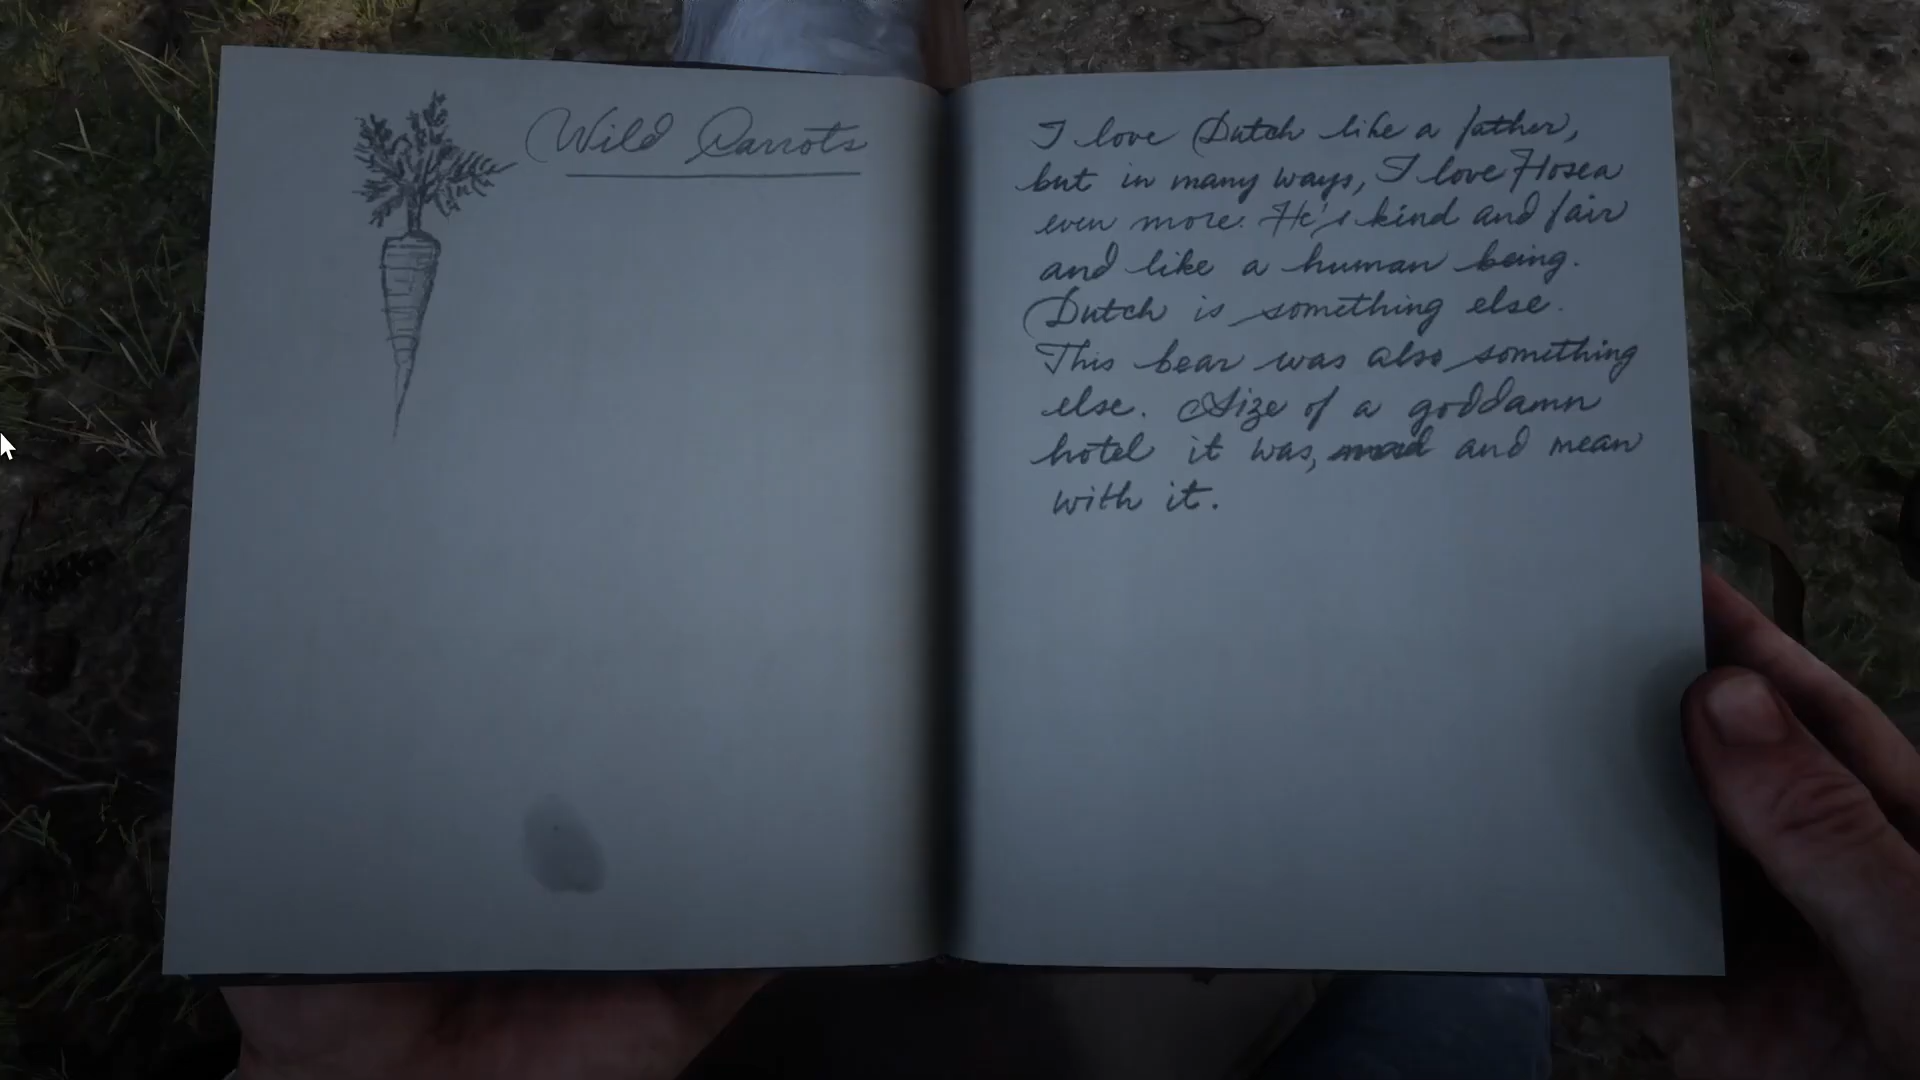 Wild Carrots
I love Dutch like a father,
but in many ways, I love Hosea
even more. He's kind and fair
and like a human being.
Dutch is something else.
This bear was also something
else. Size of a goddamn
hotel it was, and mean
with it.